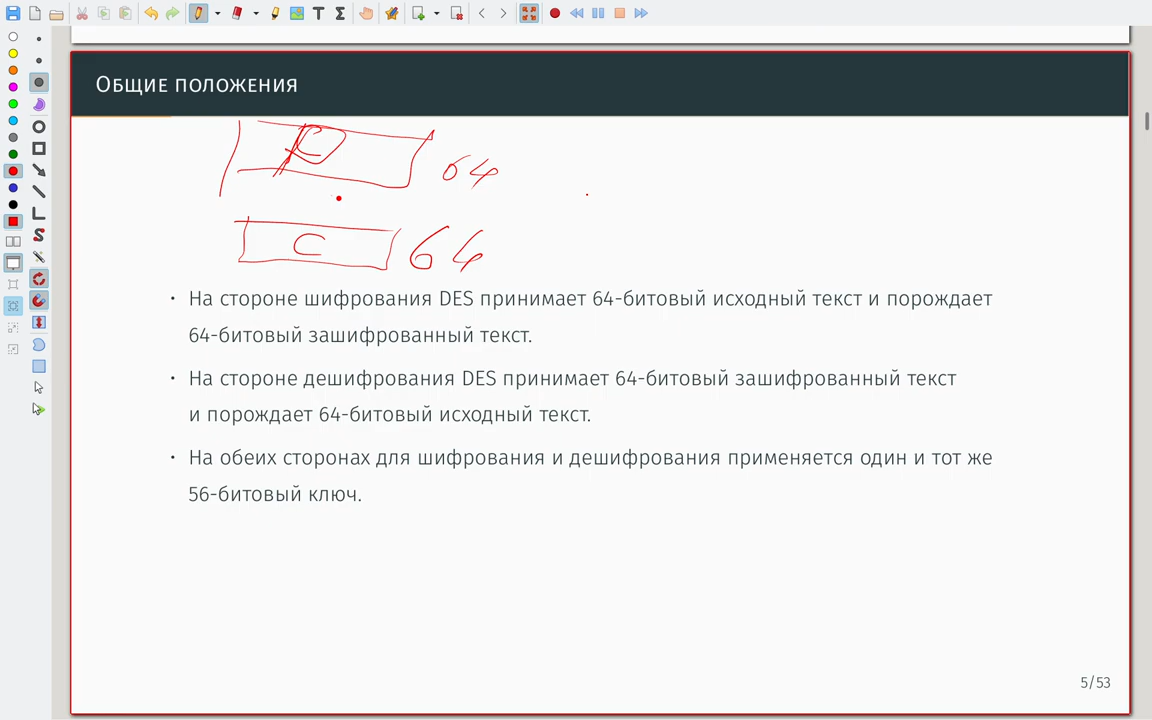 Общие положения
64
C
64
• На стороне шифрования DES принимает 64-битовый исходный текст и порождает
64-битовый зашифрованный текст.
• На стороне дешифрования DES принимает 64-битовый зашифрованный текст
и порождает 64-битовый исходный текст.
• На обеих сторонах для шифрования и дешифрования применяется один и тот же
56-битовый ключ.
5/53